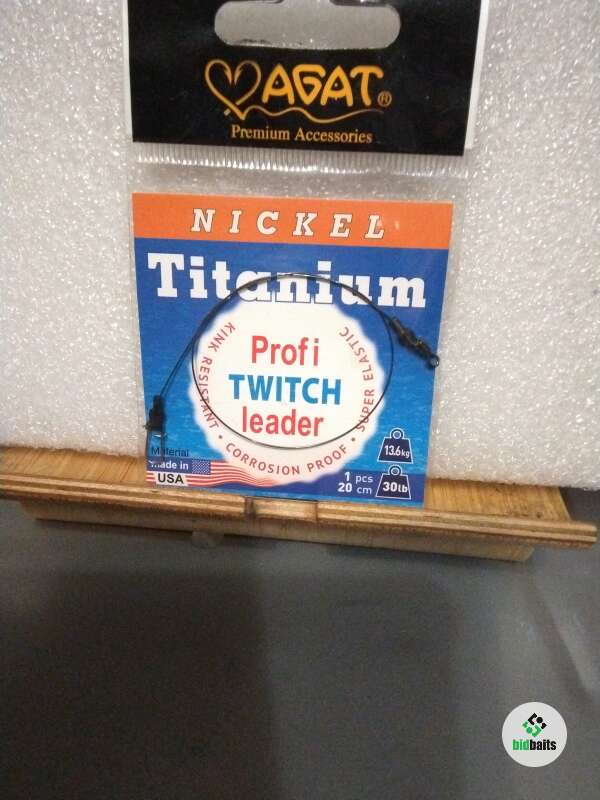 AGAT®
Premium Accessories
NICKEL
Titanium
KINK RESISTANT • CORROSION PROOF • SUPER ELASTIC
Profi
TWITCH
leader
Material
made in
USA
13.6kg
1 pcs
20 cm
30lb
bidbaits